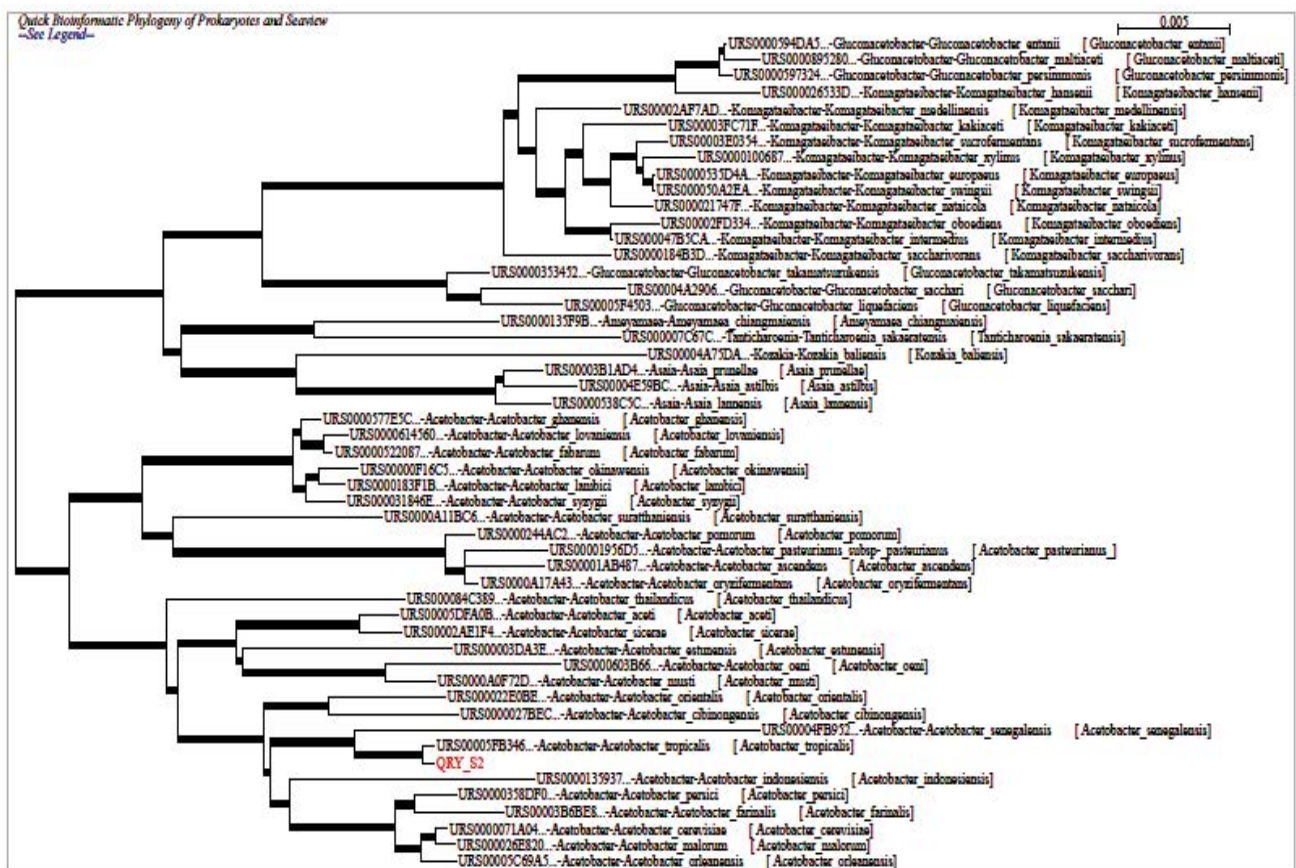 Quick Bioinformatic Phylogeny of Prokaryotes and Seaview
--See Legend--
0.005
URS0000594DA5...-Gluconacetobacter-Gluconacetobacter_entanii [ Gluconacetobacter_entanii]
URS0000895280...-Gluconacetobacter-Gluconacetobacter_maltiaceti [ Gluconacetobacter_maltiaceti]
URS0000597324...-Gluconacetobacter-Gluconacetobacter_persimmonis [ Gluconacetobacter_persimmonis]
URS000026533D...-Komagataeibacter-Komagataeibacter_hansenii [ Komagataeibacter_hansenii]
URS00002AF7AD...-Komagataeibacter-Komagataeibacter_medellinensis [ Komagataeibacter_medellinensis]
URS00003FC71F...-Komagataeibacter-Komagataeibacter_kakiaceti [ Komagataeibacter_kakiaceti]
URS00003E0354...-Komagataeibacter-Komagataeibacter_sucrofermentans [ Komagataeibacter_sucrofermentans]
URS0000100687...-Komagataeibacter-Komagataeibacter_xylinus [ Komagataeibacter_xylinus]
URS0000535D4A...-Komagataeibacter-Komagataeibacter_europaeus [ Komagataeibacter_europaeus]
URS000050A2EA...-Komagataeibacter-Komagataeibacter_swingsii [ Komagataeibacter_swingsii]
URS000021747F...-Komagataeibacter-Komagataeibacter_nataicola [ Komagataeibacter_nataicola]
URS00002FD334...-Komagataeibacter-Komagataeibacter_oboediens [ Komagataeibacter_oboediens]
URS000047B5CA...-Komagataeibacter-Komagataeibacter_intermedius [ Komagataeibacter_intermedius]
URS0000184B3D...-Komagataeibacter-Komagataeibacter_saccharivorans [ Komagataeibacter_saccharivorans]
URS0000353452...-Gluconacetobacter-Gluconacetobacter_takamatsuzukensis [ Gluconacetobacter_takamatsuzukensis]
URS00004A2906...-Gluconacetobacter-Gluconacetobacter_sacchari [ Gluconacetobacter_sacchari]
URS00005F4503...-Gluconacetobacter-Gluconacetobacter_liquefaciens [ Gluconacetobacter_liquefaciens]
URS0000135F9B...-Ameyamaea-Ameyamaea_chiangmaiensis [ Ameyamaea_chiangmaiensis]
URS000007C67C...-Tanticharoenia-Tanticharoenia_sakaeratensis [ Tanticharoenia_sakaeratensis]
URS00004A75DA...-Kozakia-Kozakia_baliensis [ Kozakia_baliensis]
URS00003B1AD4...-Asaia-Asaia_prunellae [ Asaia_prunellae]
URS00004E59BC...-Asaia-Asaia_astilbis [ Asaia_astilbis]
URS0000538C5C...-Asaia-Asaia_lannensis [ Asaia_lannensis]
URS0000577E5C...-Acetobacter-Acetobacter_ghanensis [ Acetobacter_ghanensis]
URS0000614560...-Acetobacter-Acetobacter_lovaniensis [ Acetobacter_lovaniensis]
URS0000522087...-Acetobacter-Acetobacter_fabarum [ Acetobacter_fabarum]
URS00000F16C5...-Acetobacter-Acetobacter_okinawensis [ Acetobacter_okinawensis]
URS0000183F1B...-Acetobacter-Acetobacter_lambici [ Acetobacter_lambici]
URS000031846E...-Acetobacter-Acetobacter_syzygii [ Acetobacter_syzygii]
URS0000A11BC6...-Acetobacter-Acetobacter_suratthaniensis [ Acetobacter_suratthaniensis]
URS0000244AC2...-Acetobacter-Acetobacter_pomorum [ Acetobacter_pomorum]
URS00001956D5...-Acetobacter-Acetobacter_pasteurianus_subsp-_pasteurianus [ Acetobacter_pasteurianus_]
URS00001AB487...-Acetobacter-Acetobacter_ascendens [ Acetobacter_ascendens]
URS0000A17A43...-Acetobacter-Acetobacter_oryzifermentans [ Acetobacter_oryzifermentans]
URS000084C389...-Acetobacter-Acetobacter_thailandicus [ Acetobacter_thailandicus]
URS00005DFA0B...-Acetobacter-Acetobacter_aceti [ Acetobacter_aceti]
URS00002AE1F4...-Acetobacter-Acetobacter_sicerae [ Acetobacter_sicerae]
URS000003DA3E...-Acetobacter-Acetobacter_estunensis [ Acetobacter_estunensis]
URS0000603B66...-Acetobacter-Acetobacter_oeni [ Acetobacter_oeni]
URS0000A0F72D...-Acetobacter-Acetobacter_musti [ Acetobacter_musti]
URS000022E0BE...-Acetobacter-Acetobacter_orientalis [ Acetobacter_orientalis]
URS0000027BEC...-Acetobacter-Acetobacter_cibinongensis [ Acetobacter_cibinongensis]
URS00004FB952...-Acetobacter-Acetobacter_senegalensis [ Acetobacter_senegalensis]
URS00005FB346...-Acetobacter-Acetobacter_tropicalis [ Acetobacter_tropicalis]
QRY_S2
URS0000135937...-Acetobacter-Acetobacter_indonesiensis [ Acetobacter_indonesiensis]
URS0000358DF0...-Acetobacter-Acetobacter_persici [ Acetobacter_persici]
URS00003B6BE8...-Acetobacter-Acetobacter_farinalis [ Acetobacter_farinalis]
URS0000071A04...-Acetobacter-Acetobacter_cerevisiae [ Acetobacter_cerevisiae]
URS000026E820...-Acetobacter-Acetobacter_malorum [ Acetobacter_malorum]
URS00005C69A5...-Acetobacter-Acetobacter_orleanensis [ Acetobacter_orleanensis]